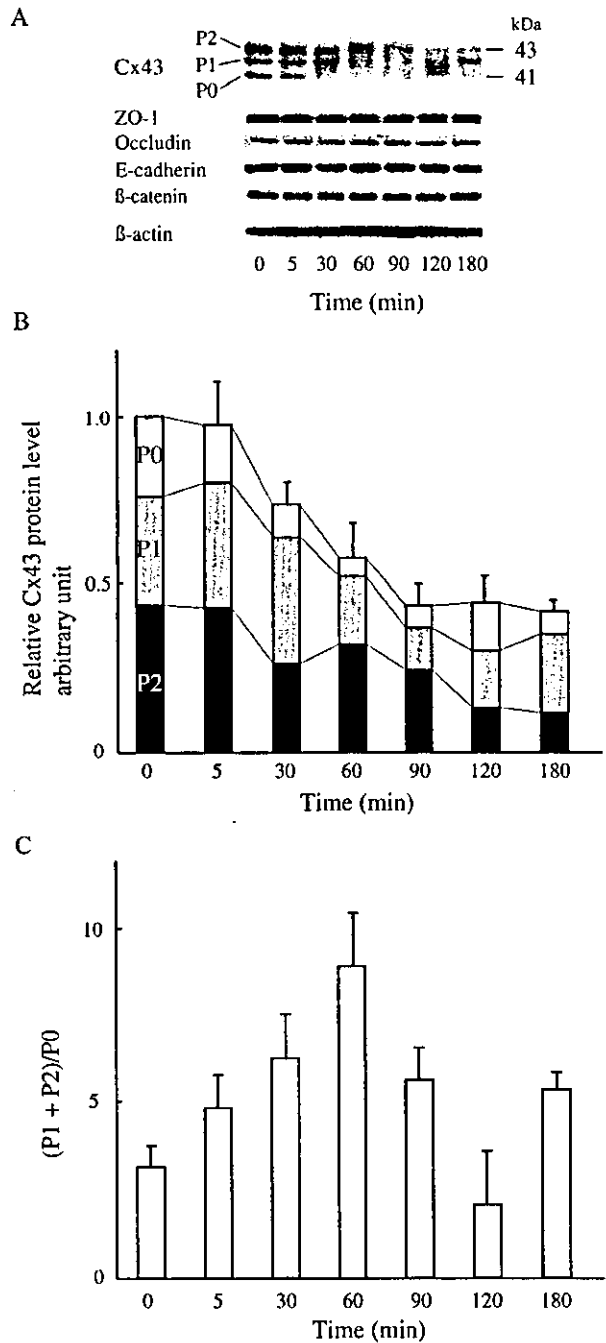 A
kDa
P2
43
Cx43
P1
P0
41
ZO-1
Occludin
E-cadherin
ß-catenin
ß-actin
0 5 30 60 90 120 180
Time (min)
B
Relative Cx43 protein level
arbitrary unit
1.0
0.5
0
P0
P1
P2
0 5 30 60 90 120 180
Time (min)
C
(P1 + P2)/P0
10
5
0
0 5 30 60 90 120 180
Time (min)